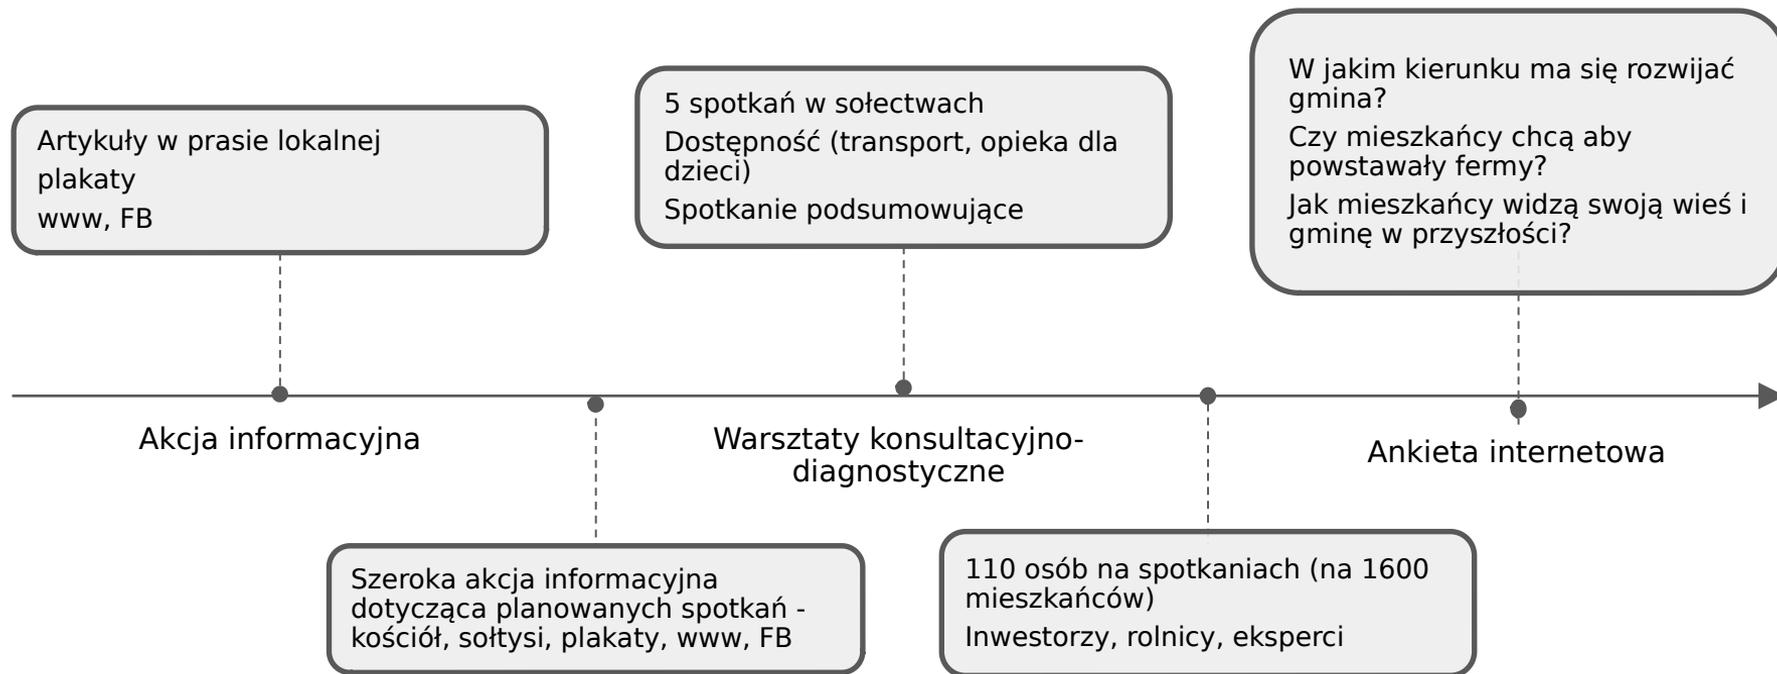 Artykuły w prasie lokalnej
plakaty
www, FB
5 spotkań w sołectwach
Dostępność (transport, opieka dla
dzieci)
Spotkanie podsumowujące
W jakim kierunku ma się rozwijać
gmina?
Czy mieszkańcy chcą aby
powstawały fermy?
Jak mieszkańcy widzą swoją wieś i
gminę w przyszłości?
Akcja informacyjna
Warsztaty konsultacyjno-
diagnostyczne
Ankieta internetowa
Szeroka akcja informacyjna
dotycząca planowanych spotkań -
kościół, sołtysi, plakaty, www, FB
110 osób na spotkaniach (na 1600
mieszkańców)
Inwestorzy, rolnicy, eksperci